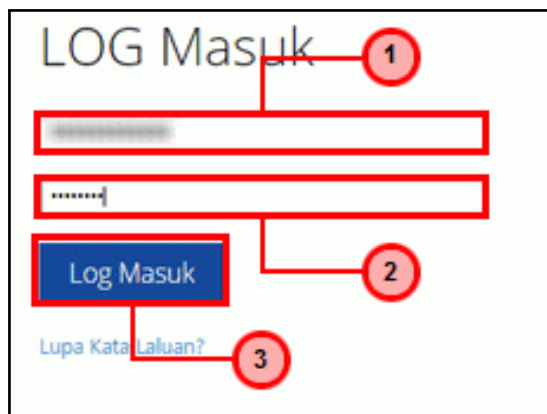 LOG Masuk
1
••••••••
Log Masuk
2
Lupa Kata Laluan?
3